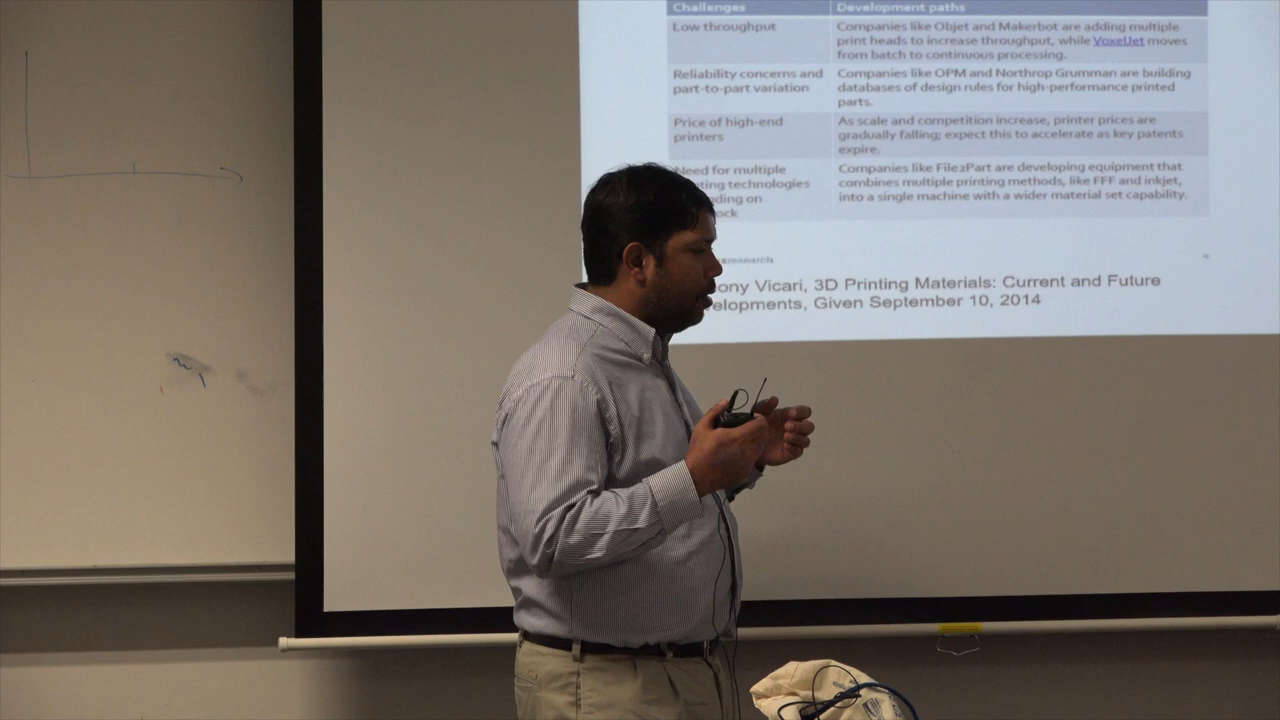 Challenges Development paths
Low throughput
Companies like Objet and Makerbot are adding multiple
print heads to increase throughput, while VoxelJet moves
from batch to continuous processing.
Reliability concerns and
part-to-part variation
Companies like OPM and Northrop Grumman are building
databases of design rules for high-performance printed
parts.
Price of high-end
printers
As scale and competition increase, printer prices are
gradually falling; expect this to accelerate as key patents
expire.
Need for multiple
technologies
on
Companies like File2Part are developing equipment that
combines multiple printing methods, like FFF and inkjet,
into a single machine with a wider material set capability.
Vicari, 3D Printing Materials: Current and Future
Given September 10, 2014